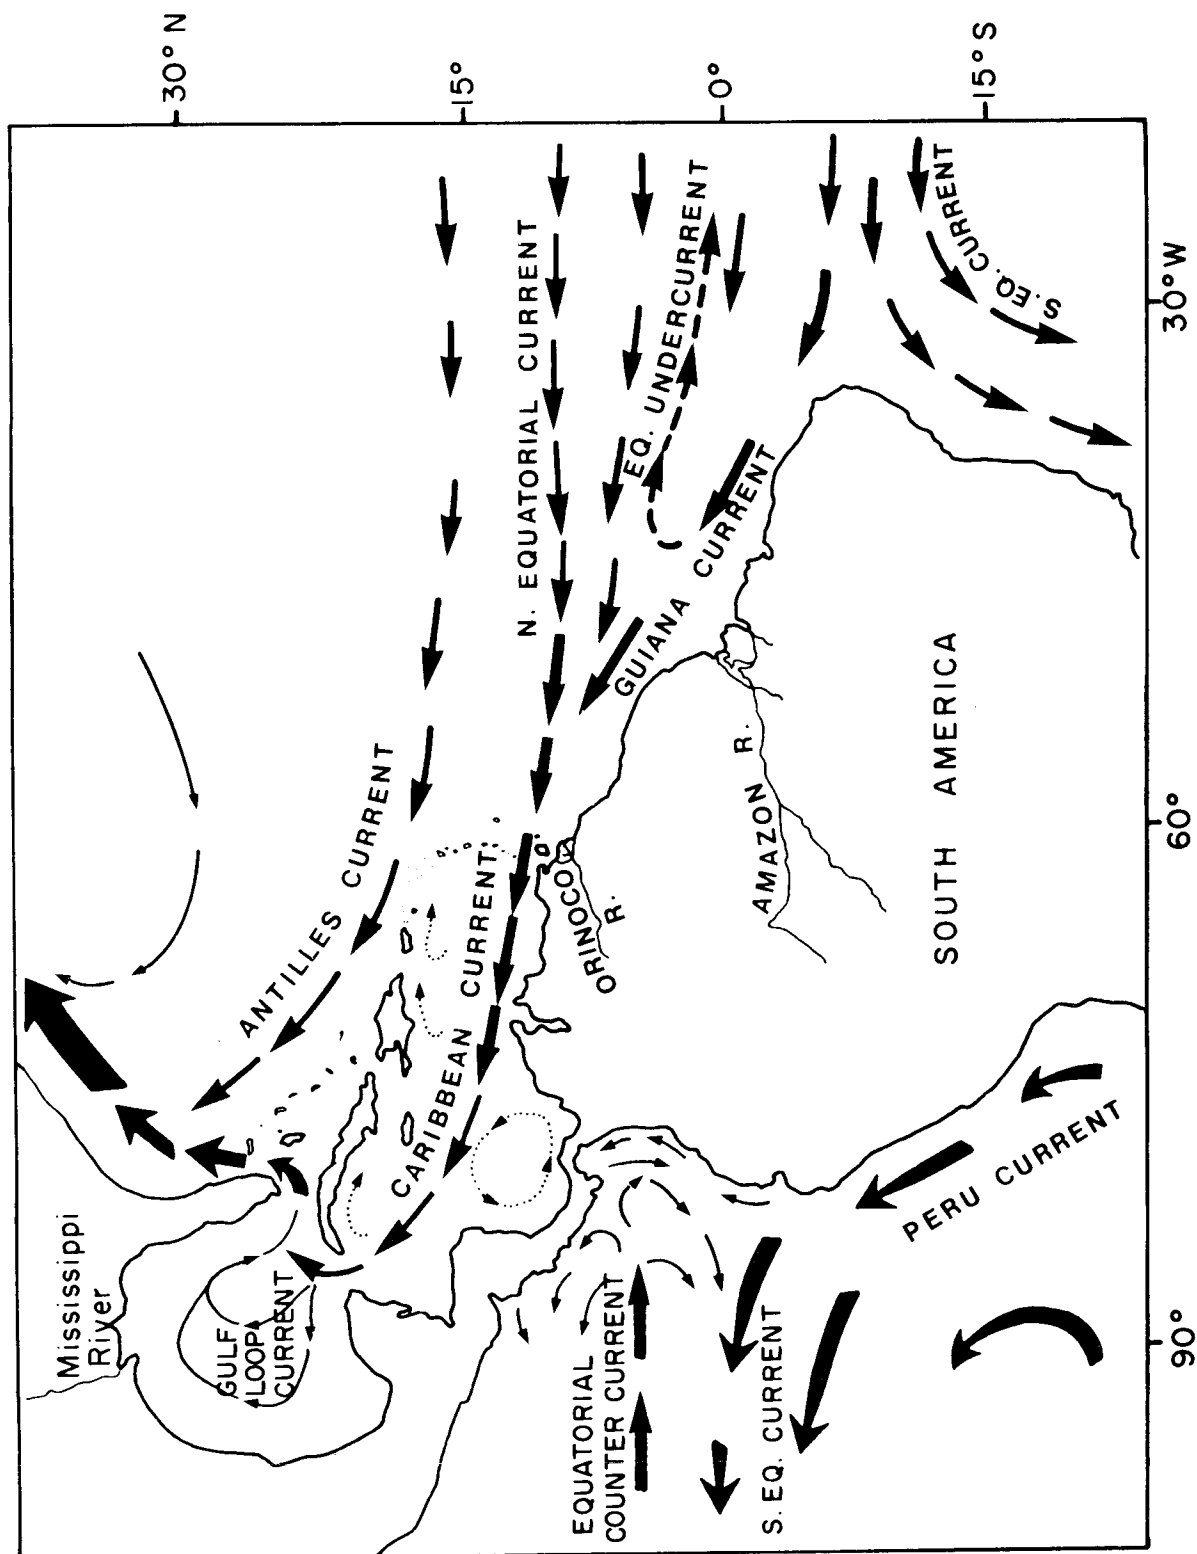 30° N
15°
0°
15° S
30°W
60°
90°
Mississippi
River
GULF
LOOP
CURRENT
ANTILLES CURRENT
CARIBBEAN CURRENT
N. EQUATORIAL CURRENT
EQ. UNDERCURRENT
GUIANA CURRENT
S. EQ. CURRENT
ORINOCO
R.
AMAZON R.
SOUTH AMERICA
PERU CURRENT
EQUATORIAL
COUNTER CURRENT
S. EQ. CURRENT